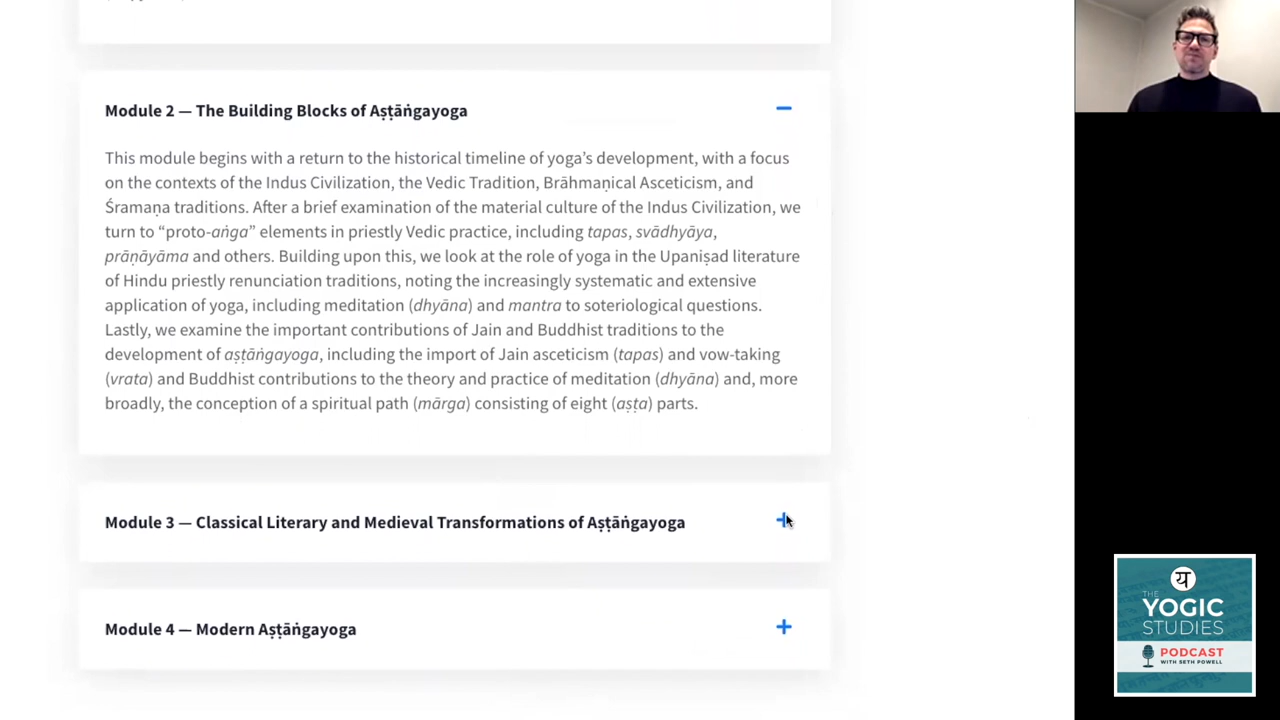 Module 2 — The Building Blocks of Aṣṭāṅgayoga
This module begins with a return to the historical timeline of yoga’s development, with a focus
on the contexts of the Indus Civilization, the Vedic Tradition, Brāhmaṇical Asceticism, and
Śramaṇa traditions. After a brief examination of the material culture of the Indus Civilization, we
turn to “proto-aṅga” elements in priestly Vedic practice, including tapas, svādhyāya,
prāṇāyāma and others. Building upon this, we look at the role of yoga in the Upaniṣad literature
of Hindu priestly renunciation traditions, noting the increasingly systematic and extensive
application of yoga, including meditation (dhyāna) and mantra to soteriological questions.
Lastly, we examine the important contributions of Jain and Buddhist traditions to the
development of aṣṭāṅgayoga, including the import of Jain asceticism (tapas) and vow-taking
(vrata) and Buddhist contributions to the theory and practice of meditation (dhyāna) and, more
broadly, the conception of a spiritual path (mārga) consisting of eight (aṣṭa) parts.
Module 3 — Classical Literary and Medieval Transformations of Aṣṭāṅgayoga
Module 4 — Modern Aṣṭāṅgayoga
य
THE
YOGIC
STUDIES
PODCAST
WITH SETH POWELL